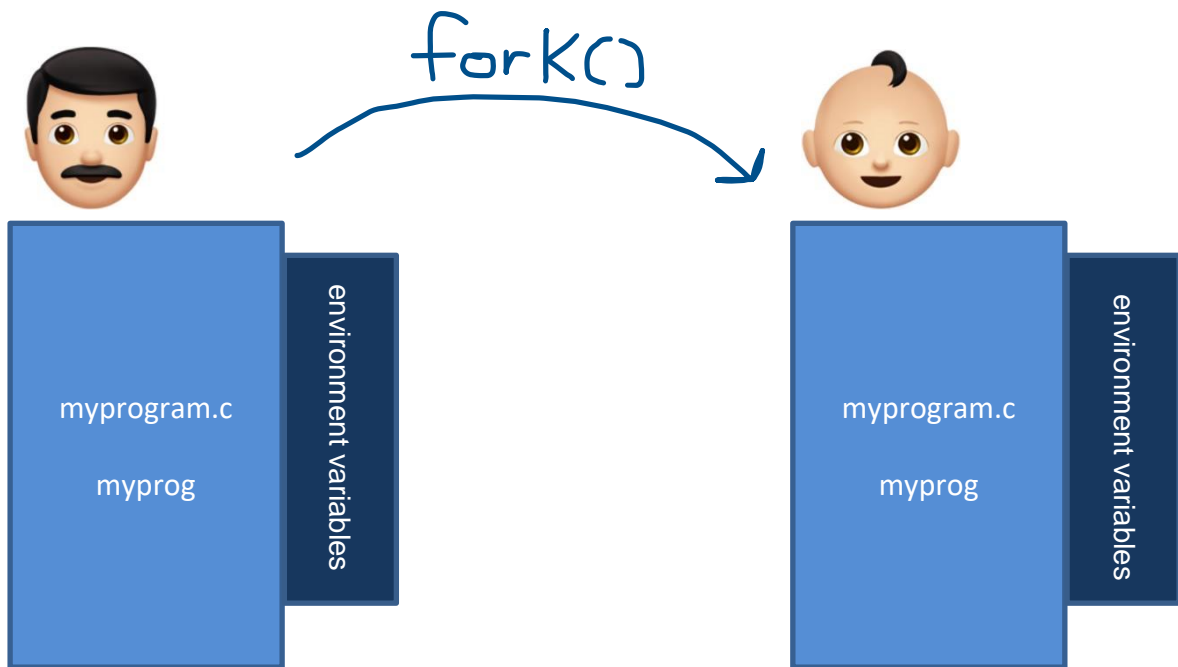 fork()
myprogram.c
myprog
environment variables
myprogram.c
myprog
environment variables